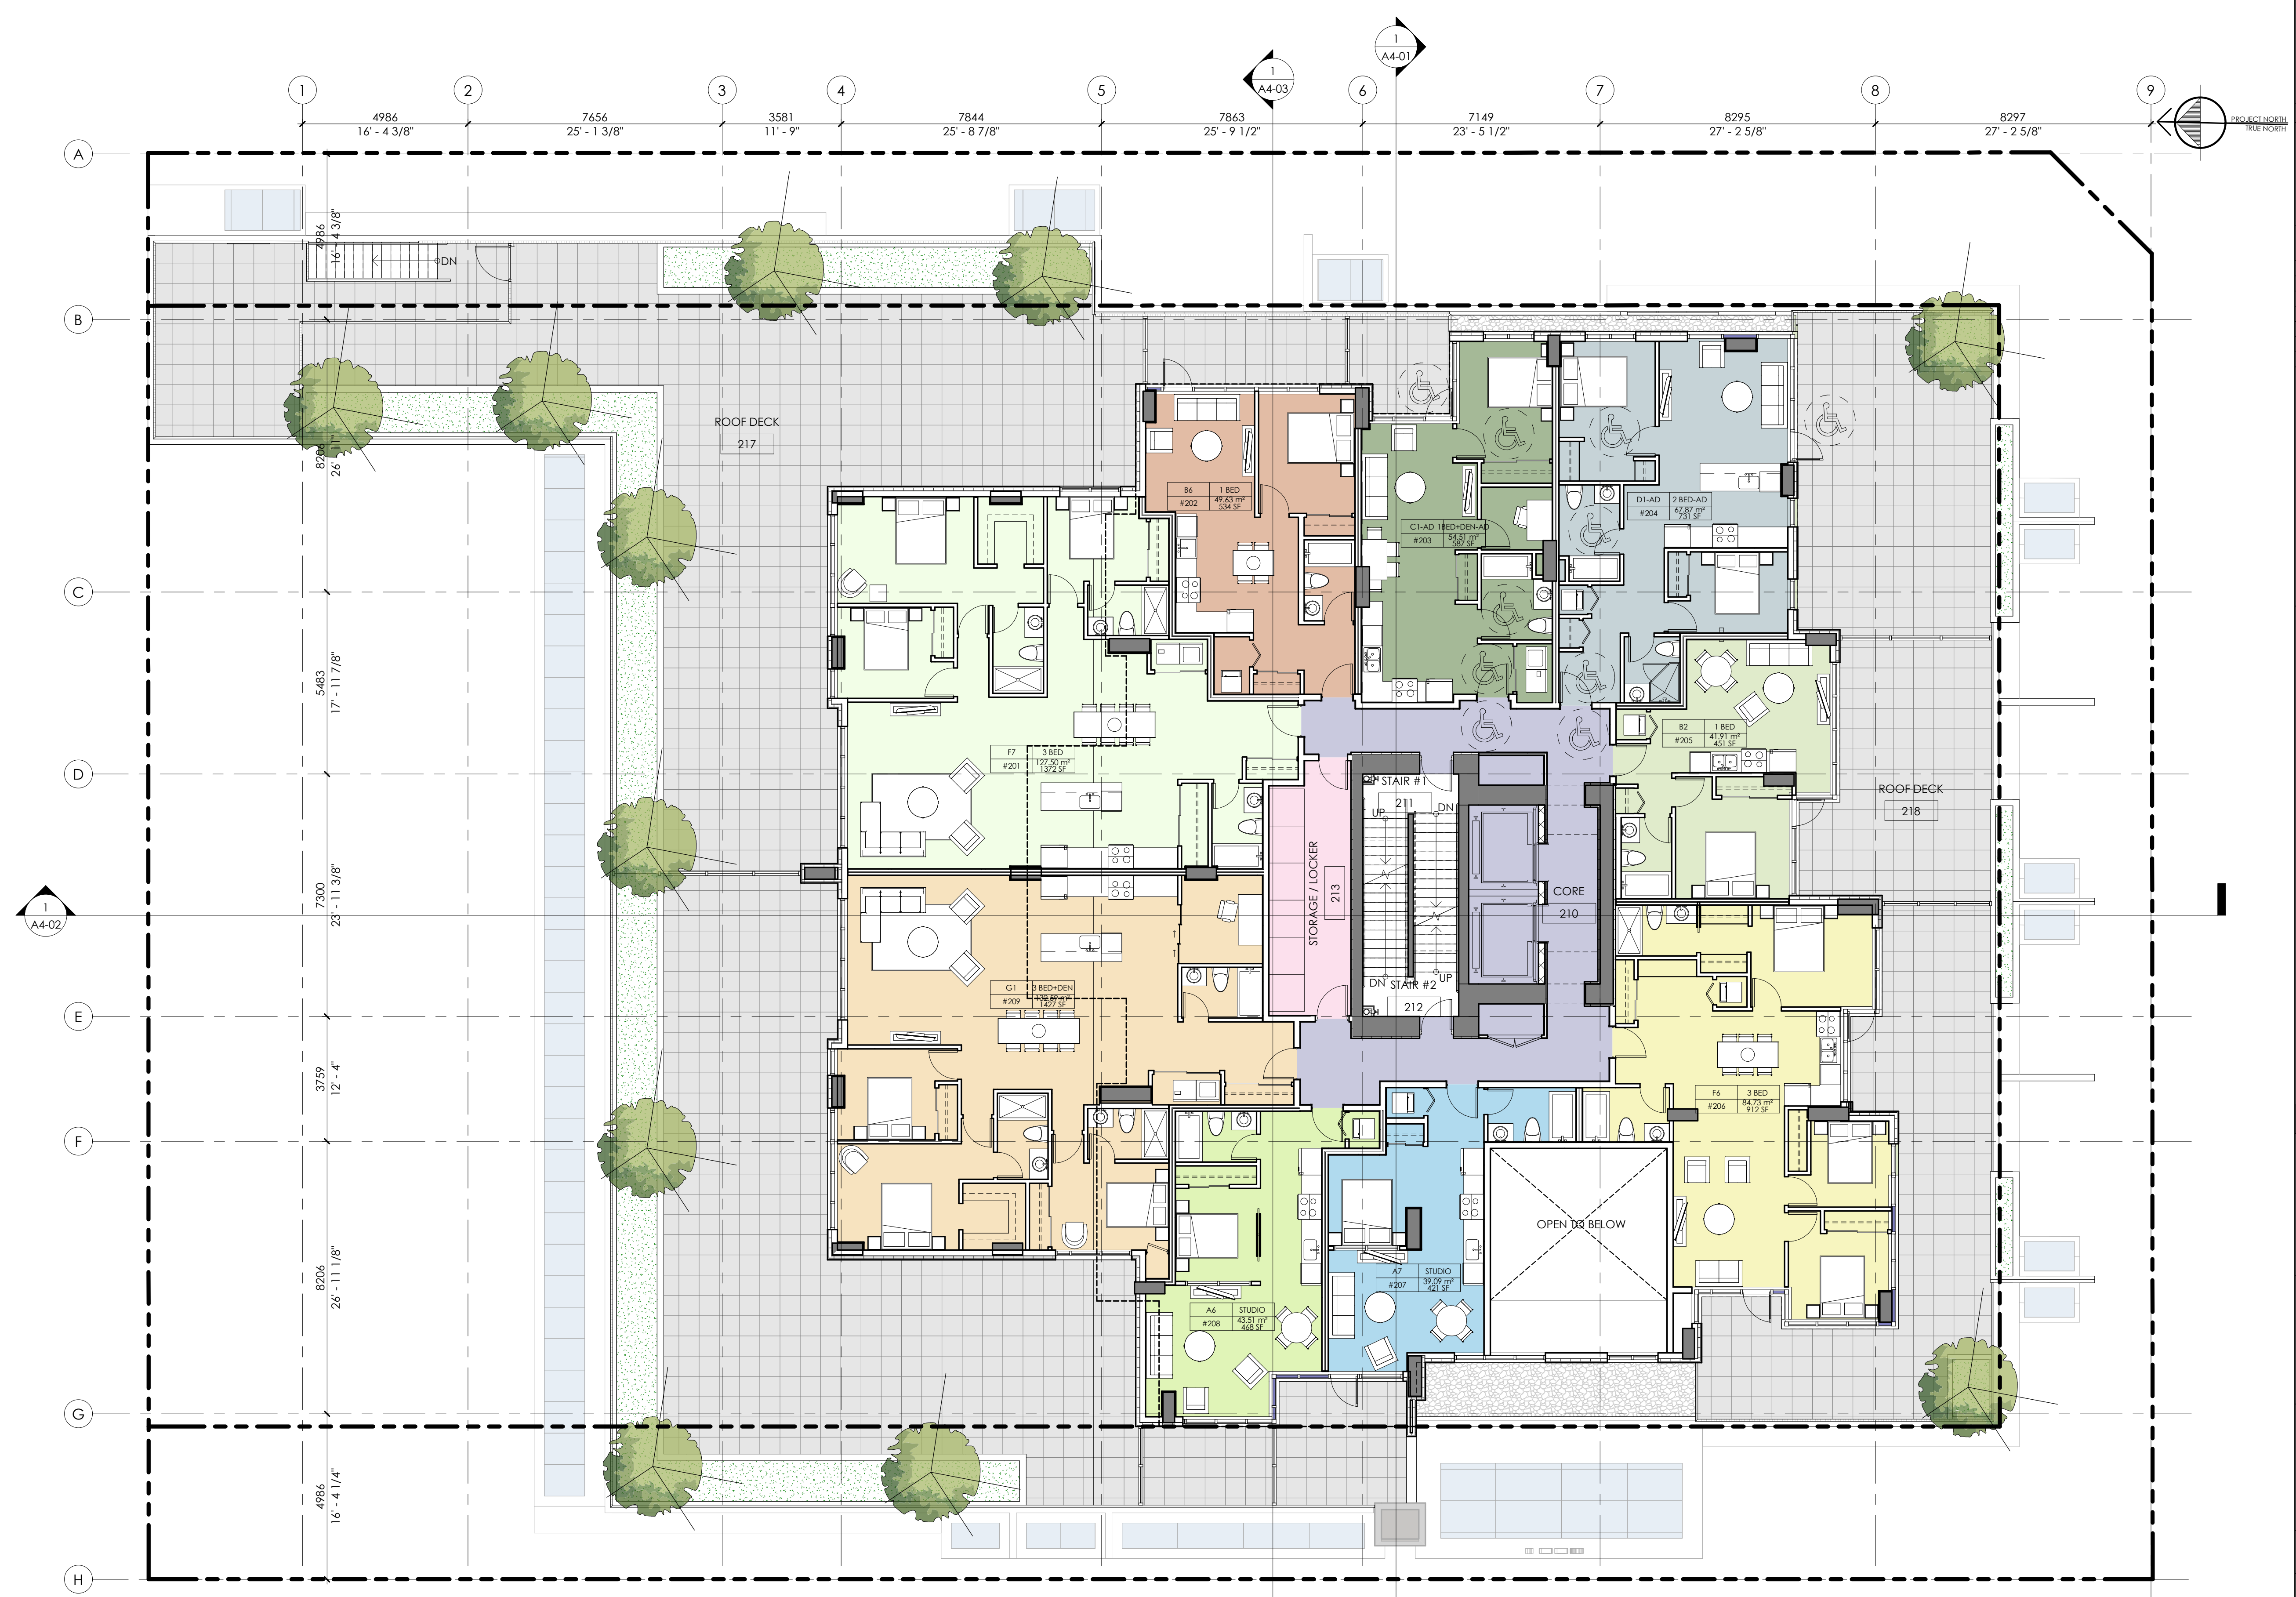 1
A4-01
1
A4-03
1
2
3
4
5
6
7
8
9
4986
16' - 4 3/8"
7656
25' - 1 3/8"
3581
11' - 9"
7844
25' - 8 7/8"
7863
25' - 9 1/2"
7149
23' - 5 1/2"
8295
27' - 2 5/8"
8297
27' - 2 5/8"
PROJECT NORTH
TRUE NORTH
A
B
C
D
E
F
G
H
4986
16' - 4 3/8"
8206
26' - 11"
5483
17' - 11 7/8"
7300
23' - 11 3/8"
3759
12' - 4"
8206
26' - 11 1/8"
4986
16' - 4 1/4"
DN
ROOF DECK
217
B6 1 BED
#202 49.63 m²
534 SF
C1-AD 1BED+DEN-AD
#203 54.51 m²
587 SF
D1-AD 2 BED-AD
#204 67.87 m²
731 SF
F7 3 BED
#201 127.50 m²
1372 SF
B2 1 BED
#205 41.91 m²
451 SF
ROOF DECK
218
STAIR #1
211
UP
DN
STORAGE / LOCKER
213
CORE
210
1
A4-02
DN
UP
STAIR #2
212
G1 3 BED+DEN
#209
1427 SF
F6 3 BED
#206 84.73 m²
912 SF
OPEN TO BELOW
A7 STUDIO
#207 39.09 m²
421 SF
A6 STUDIO
#208 43.51 m²
468 SF